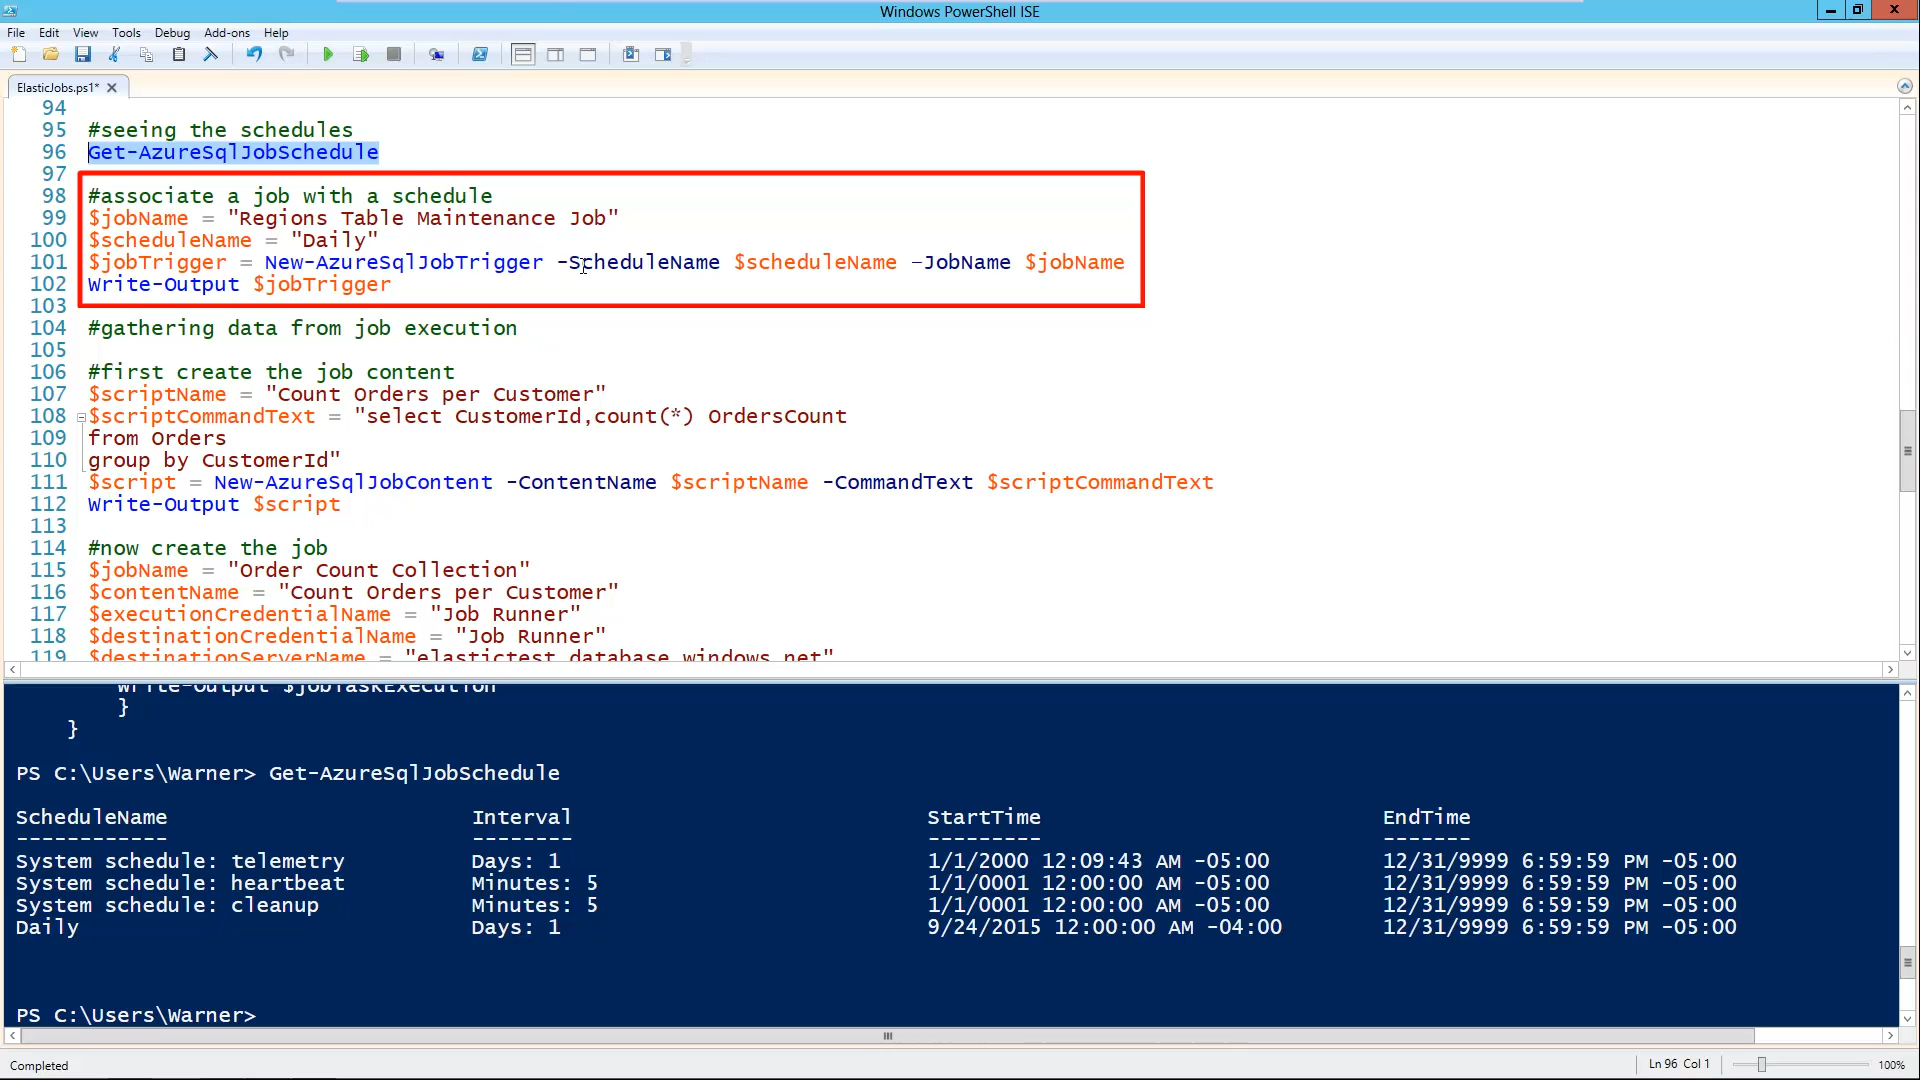 Windows PowerShell ISE
File Edit View Tools Debug Add-ons Help
ElasticJobs.ps1*
94
95 #seeing the schedules
96 Get-AzureSqlJobSchedule
97
98 #associate a job with a schedule
99 $jobName = "Regions Table Maintenance Job"
100 $scheduleName = "Daily"
101 $jobTrigger = New-AzureSqlJobTrigger -ScheduleName $scheduleName –JobName $jobName
102 Write-Output $jobTrigger
103
104 #gathering data from job execution
105
106 #first create the job content
107 $scriptName = "Count Orders per Customer"
108 $scriptCommandText = "select CustomerId,count(*) OrdersCount
109 from Orders
110 group by CustomerId"
111 $script = New-AzureSqlJobContent -ContentName $scriptName -CommandText $scriptCommandText
112 Write-Output $script
113
114 #now create the job
115 $jobName = "Order Count Collection"
116 $contentName = "Count Orders per Customer"
117 $executionCredentialName = "Job Runner"
118 $destinationCredentialName = "Job Runner"
119 $destinationServerName = "elastictest.database.windows.net"
Write-Output $jobTaskExecution
}
}
PS C:\Users\Warner> Get-AzureSqlJobSchedule
ScheduleName Interval StartTime EndTime
------------ -------- --------- -------
System schedule: telemetry Days: 1 1/1/2000 12:09:43 AM -05:00 12/31/9999 6:59:59 PM -05:00
System schedule: heartbeat Minutes: 5 1/1/0001 12:00:00 AM -05:00 12/31/9999 6:59:59 PM -05:00
System schedule: cleanup Minutes: 5 1/1/0001 12:00:00 AM -05:00 12/31/9999 6:59:59 PM -05:00
Daily Days: 1 9/24/2015 12:00:00 AM -04:00 12/31/9999 6:59:59 PM -05:00
PS C:\Users\Warner>
Completed Ln 96 Col 1 100%